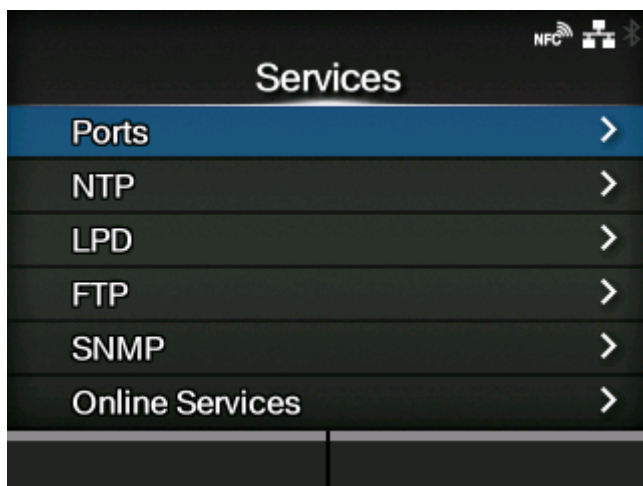 NFC
Services
Ports
NTP
LPD
FTP
SNMP
Online Services